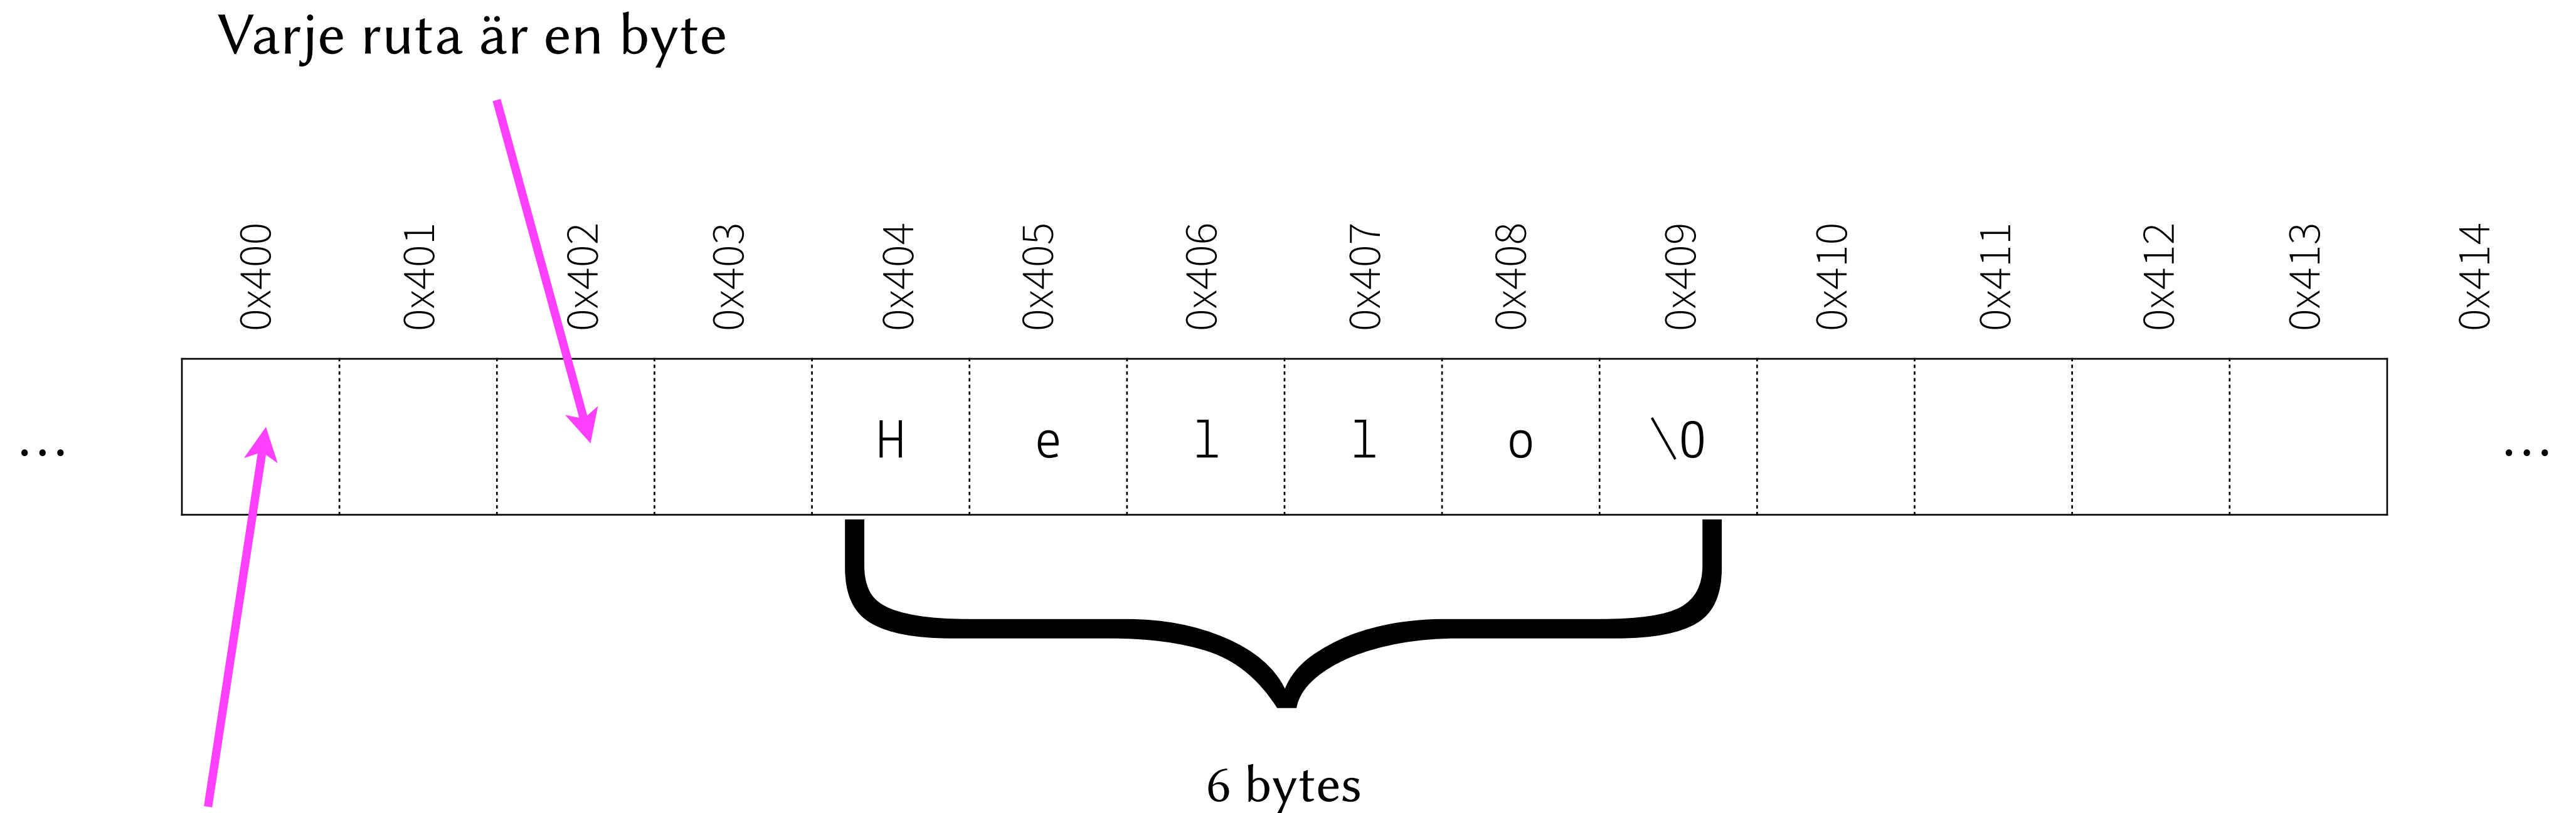 Varje ruta är en byte
0x400 0x401 0x402 0x403 0x404 0x405 0x406 0x407 0x408 0x409 0x410 0x411 0x412 0x413 0x414
... H e l l o \0 ...
6 bytes